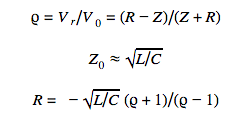 ϱ = V_r/V_0 = (R − Z)/(Z + R)
Z_0 ≈ √L/C
R = −√L/C (ϱ + 1)/(ϱ − 1)